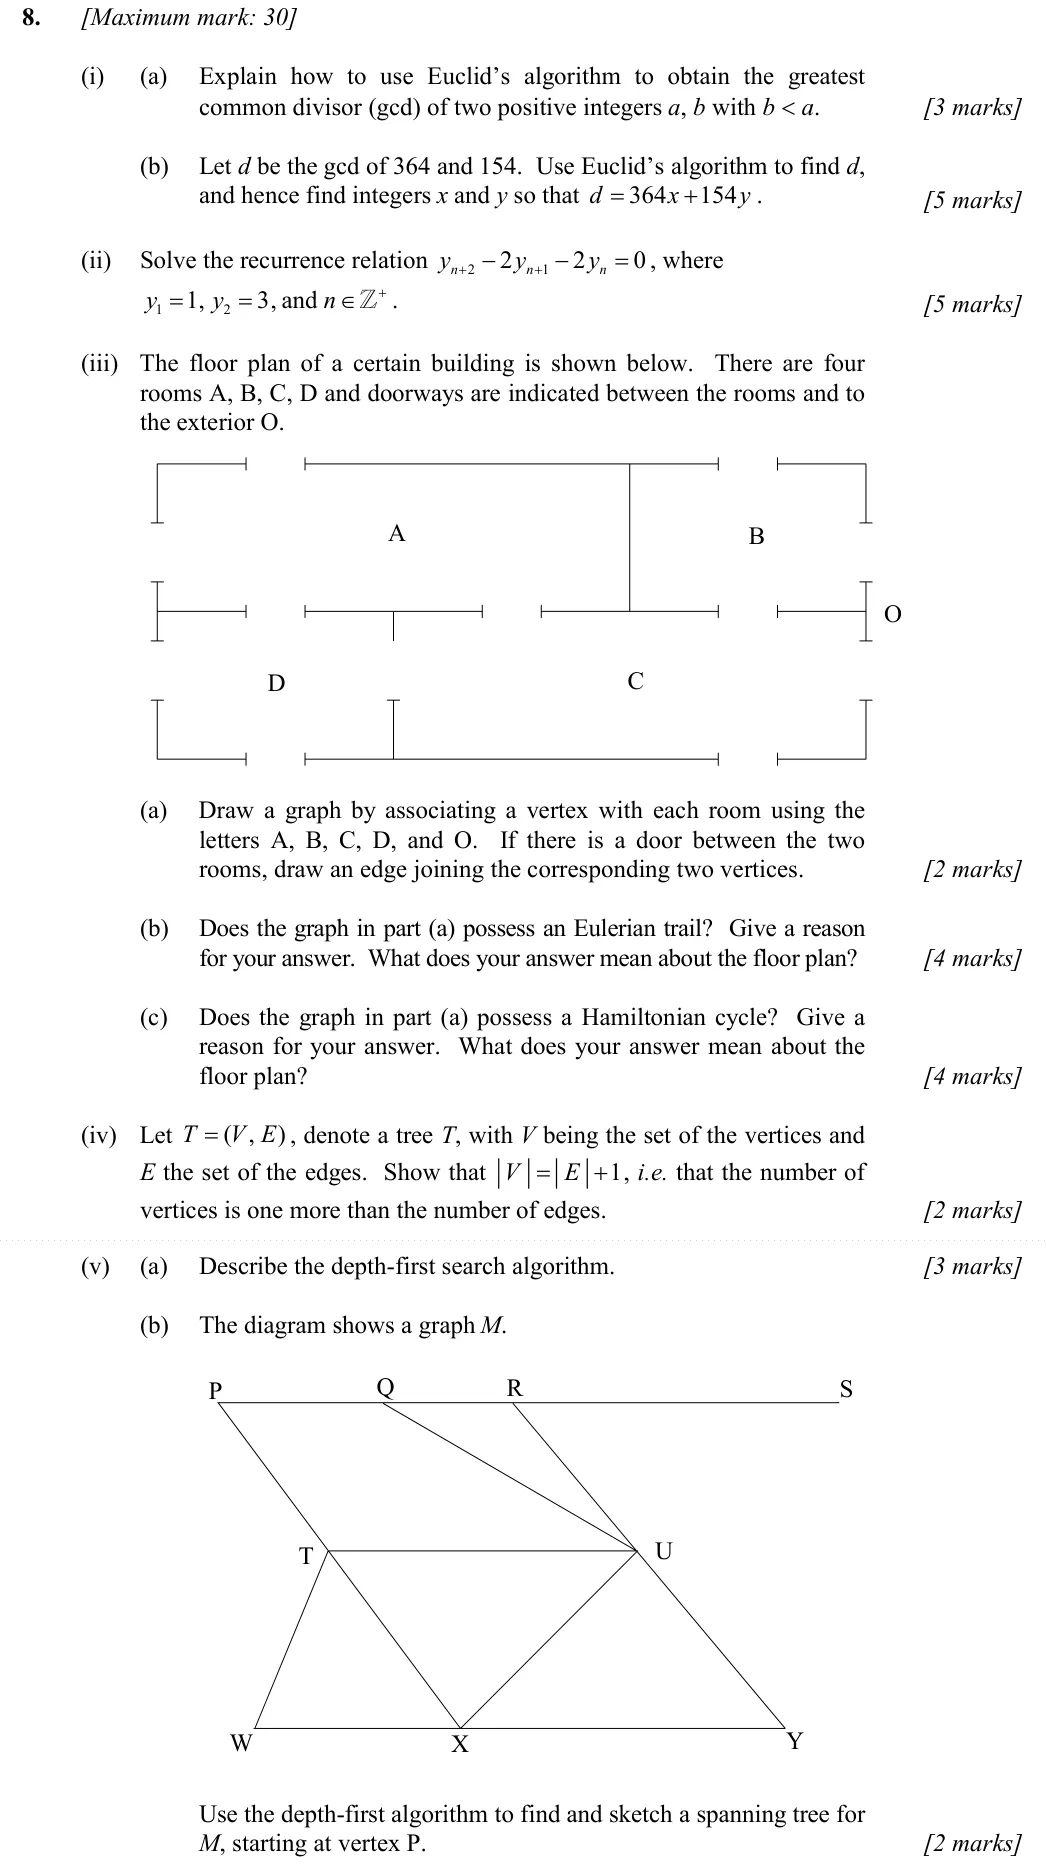 8. [Maximum mark: 30]
(i) (a) Explain how to use Euclid's algorithm to obtain the greatest
common divisor (gcd) of two positive integers a, b with b < a. [3 marks]
(b) Let d be the gcd of 364 and 154. Use Euclid's algorithm to find d,
and hence find integers x and y so that d = 364x + 154y. [5 marks]
(ii) Solve the recurrence relation yₙ₊₂ − 2yₙ₊₁ − 2yₙ = 0, where
y₁ = 1, y₂ = 3, and n ∈ ℤ⁺. [5 marks]
(iii) The floor plan of a certain building is shown below. There are four
rooms A, B, C, D and doorways are indicated between the rooms and to
the exterior O.
A B
O
D C
(a) Draw a graph by associating a vertex with each room using the
letters A, B, C, D, and O. If there is a door between the two
rooms, draw an edge joining the corresponding two vertices. [2 marks]
(b) Does the graph in part (a) possess an Eulerian trail? Give a reason
for your answer. What does your answer mean about the floor plan? [4 marks]
(c) Does the graph in part (a) possess a Hamiltonian cycle? Give a
reason for your answer. What does your answer mean about the
floor plan? [4 marks]
(iv) Let T = (V, E), denote a tree T, with V being the set of the vertices and
E the set of the edges. Show that |V| = |E| + 1, i.e. that the number of
vertices is one more than the number of edges. [2 marks]
(v) (a) Describe the depth-first search algorithm. [3 marks]
(b) The diagram shows a graph M.
P Q R S
T U
W X Y
Use the depth-first algorithm to find and sketch a spanning tree for
M, starting at vertex P. [2 marks]